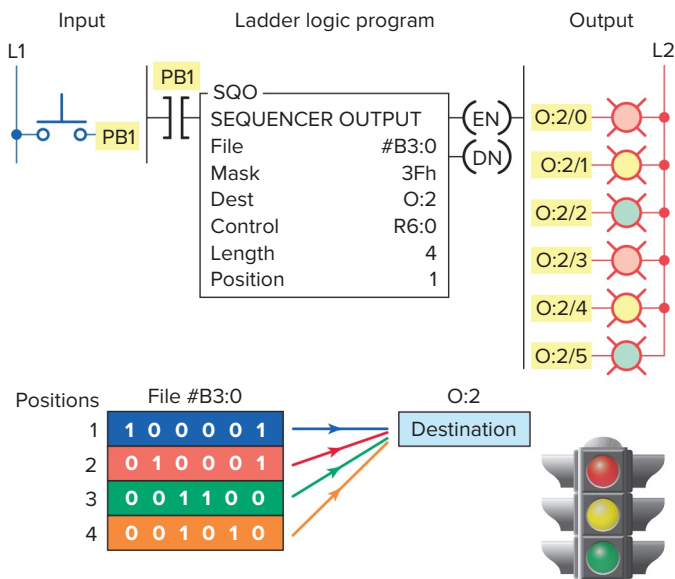 Input
Ladder logic program
Output
L1
L2
PB1
PB1
SQO
SEQUENCER OUTPUT
File #B3:0
Mask 3Fh
Dest O:2
Control R6:0
Length 4
Position 1
EN
DN
O:2/0
O:2/1
O:2/2
O:2/3
O:2/4
O:2/5
Positions
File #B3:0
O:2
1 1 0 0 0 0 1
2 0 1 0 0 0 1
3 0 0 1 1 0 0
4 0 0 1 0 1 0
Destination